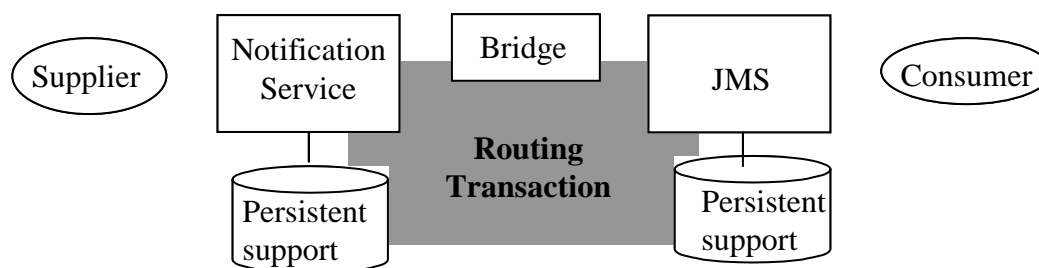 Supplier
Notification
Service
Bridge
JMS
Consumer
Routing
Transaction
Persistent
support
Persistent
support